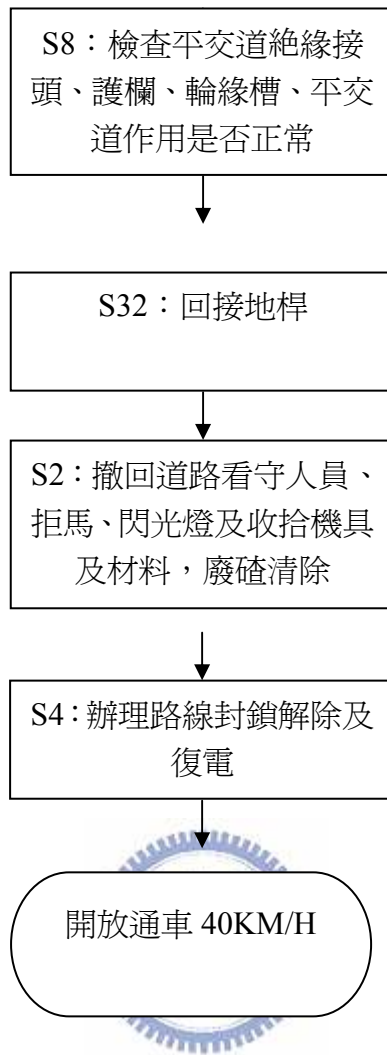 S8：檢查平交道絕緣接
頭、護欄、輪緣槽、平交
道作用是否正常
S32：回接地桿
S2：撤回道路看守人員、
拒馬、閃光燈及收拾機具
及材料，廢碴清除
S4：辦理路線封鎖解除及
復電
開放通車 40KM/H